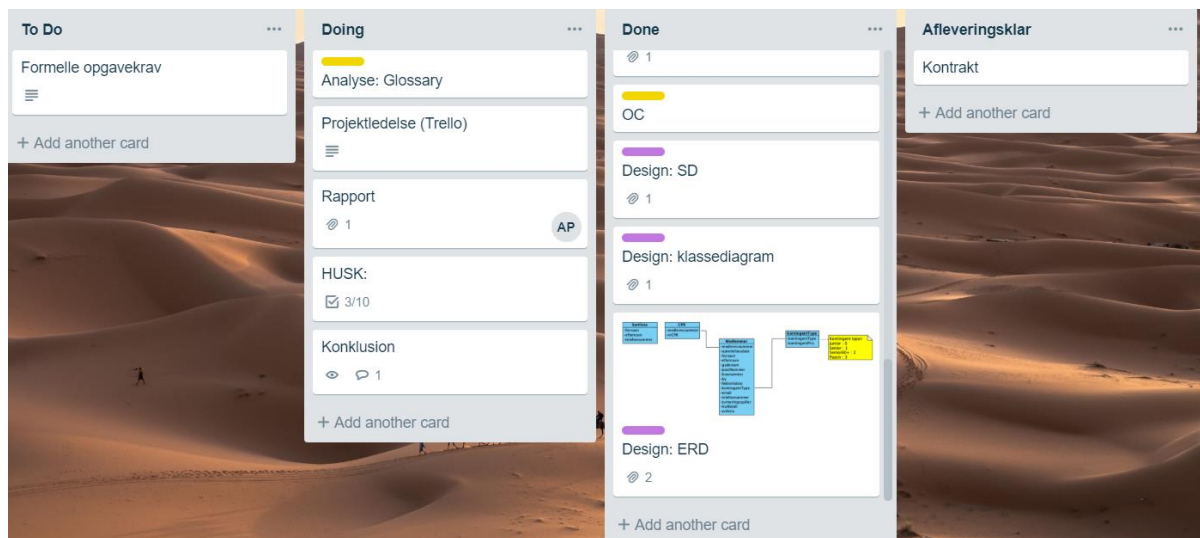 To Do
Formelle opgavekrav
+ Add another card
Doing
Analyse: Glossary
Projektledelse (Trello)
Rapport
1
AP
HUSK:
3/10
Konklusion
1
+ Add another card
Done
1
OC
Design: SD
1
Design: klassediagram
1
Medlemmer
Design: ERD
2
+ Add another card
Afleveringsklar
Kontrakt
+ Add another card